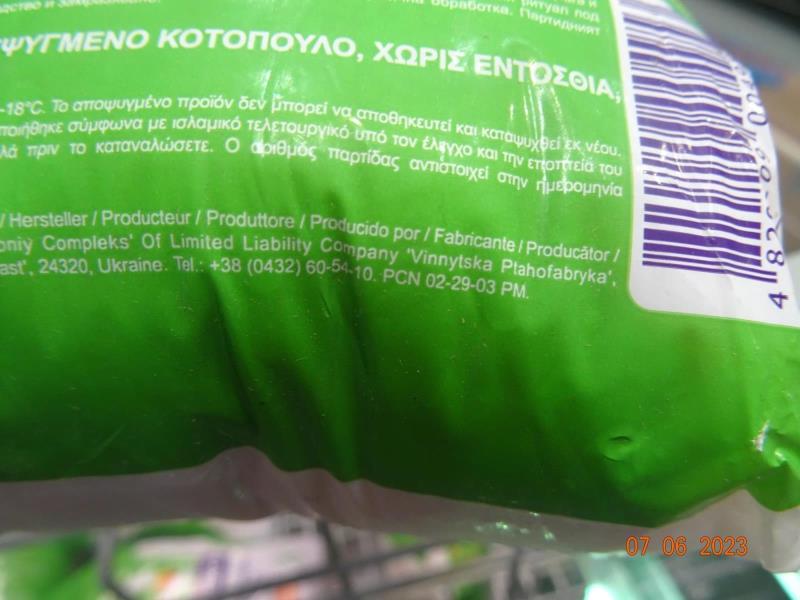 обработка. Партидният
ΚΟΤΟΠΟΥΛΟ, ΧΩΡΙΣ ΕΝΤΟΣΘΙΑ,
-18°C. Το αποψυγμένο προϊόν δεν μπορεί να αποθηκευτεί και καταψυχθεί εκ νέου.
σύμφωνα με ισλαμικό τελετουργικό υπό τον έλεγχο και την εποπτεία του
πριν το καταναλώσετε. Ο αριθμός παρτίδας αντιστοιχεί στην ημερομηνία
/ Hersteller / Producteur / Produttore / Producido por / Fabricante / Producător /
Compleks' Of Limited Liability Company 'Vinnytska Ptahofabryka',
24320, Ukraine. Tel.: +38 (0432) 60-54-10. PCN 02-29-03 PM.
07 06 2023